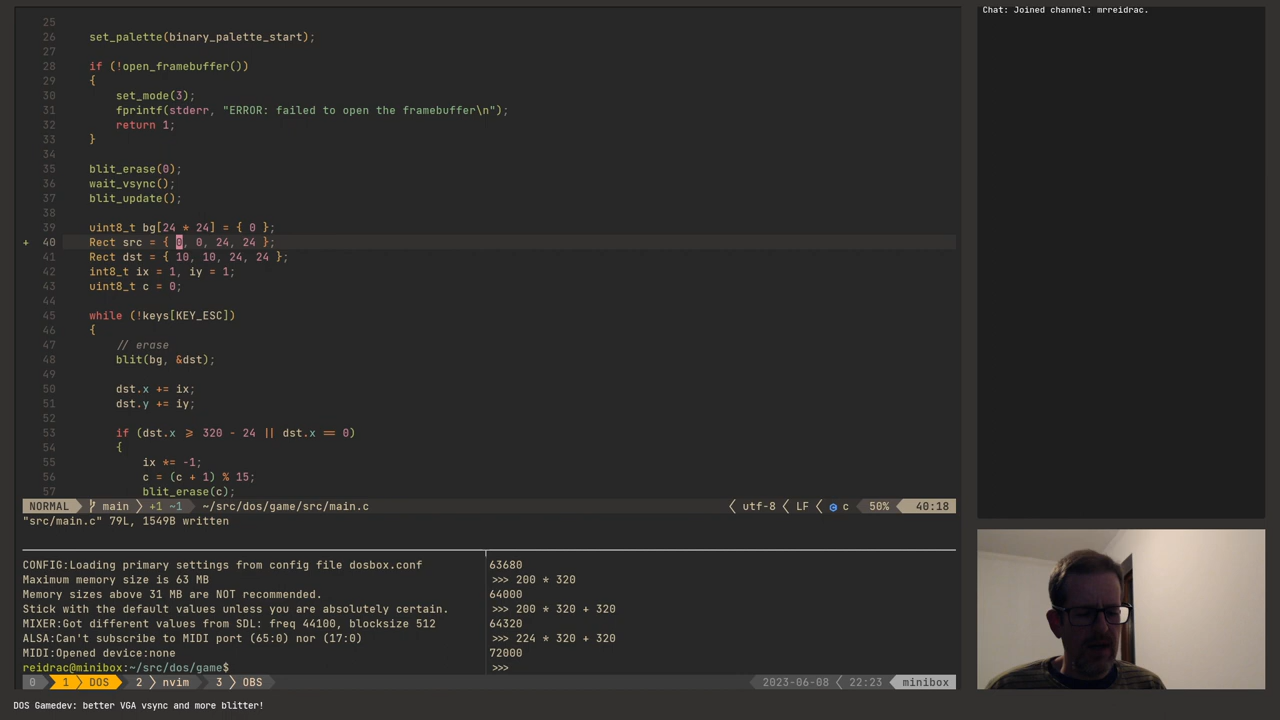 25
26 set_palette(binary_palette_start);
27
28 if (!open_framebuffer())
29 {
30 set_mode(3);
31 fprintf(stderr, "ERROR: failed to open the framebuffer\n");
32 return 1;
33 }
34
35 blit_erase(0);
36 wait_vsync();
37 blit_update();
38
39 uint8_t bg[24 * 24] = { 0 };
+ 40 Rect src = { 0, 0, 24, 24 };
41 Rect dst = { 10, 10, 24, 24 };
42 int8_t ix = 1, iy = 1;
43 uint8_t c = 0;
44
45 while (!keys[KEY_ESC])
46 {
47 // erase
48 blit(bg, &dst);
49
50 dst.x += ix;
51 dst.y += iy;
52
53 if (dst.x ⩾ 320 - 24 || dst.x == 0)
54 {
55 ix *= -1;
56 c = (c + 1) % 15;
57 blit_erase(c);
NORMAL main +1 ~1 ~/src/dos/game/src/main.c utf-8 LF c 50% 40:18
"src/main.c" 79L, 1549B written
CONFIG:Loading primary settings from config file dosbox.conf
Maximum memory size is 63 MB
Memory sizes above 31 MB are NOT recommended.
Stick with the default values unless you are absolutely certain.
MIXER:Got different values from SDL: freq 44100, blocksize 512
ALSA:Can't subscribe to MIDI port (65:0) nor (17:0)
MIDI:Opened device:none
reidrac@minibox:~/src/dos/game$
63680
>>> 200 * 320
64000
>>> 200 * 320 + 320
64320
>>> 224 * 320 + 320
72000
>>>
0 1 DOS 2 nvim 3 OBS 2023-06-08 22:23 minibox
DOS Gamedev: better VGA vsync and more blitter!
Chat: Joined channel: mrreidrac.